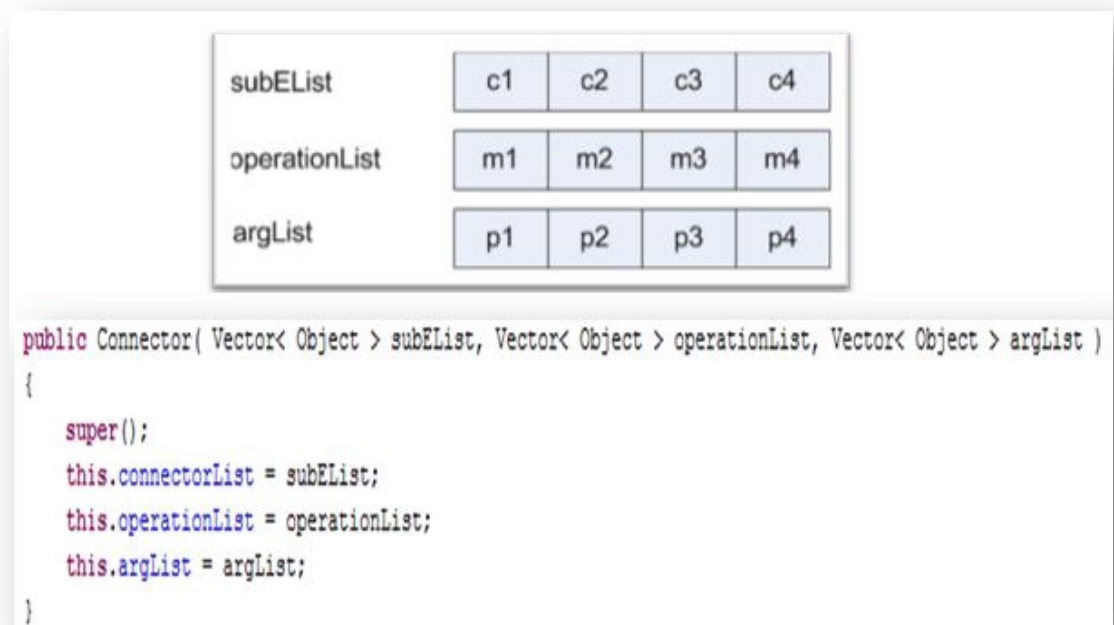 subEList c1 c2 c3 c4
operationList m1 m2 m3 m4
argList p1 p2 p3 p4
public Connector( Vector< Object > subEList, Vector< Object > operationList, Vector< Object > argList )
{
super();
this.connectorList = subEList;
this.operationList = operationList;
this.argList = argList;
}